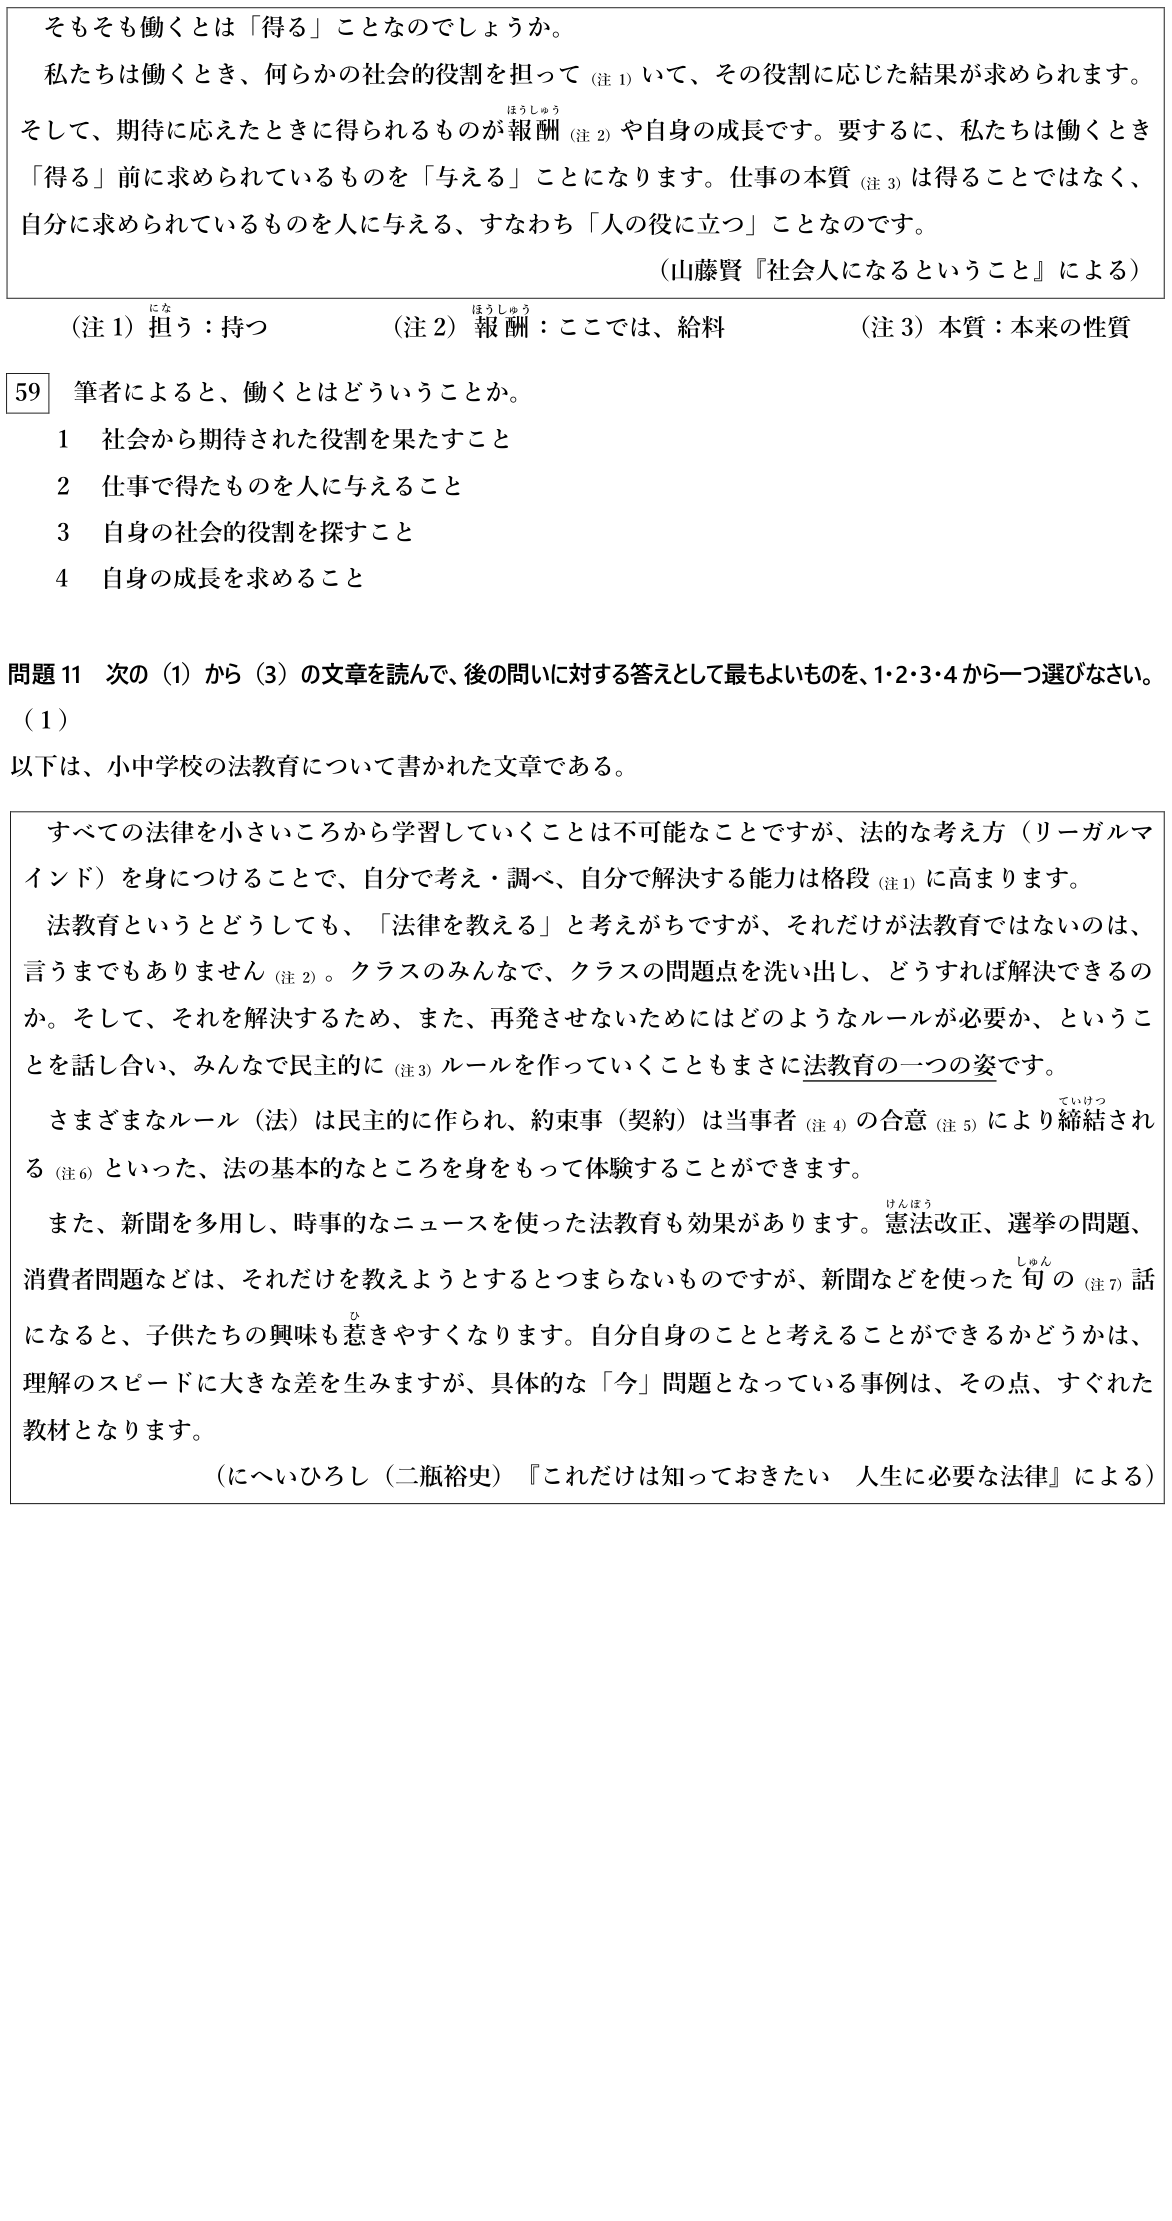 そもそも働くとは「得る」ことなのでしょうか。
私たちは働くとき、何らかの社会的役割を担って（注 1）いて、その役割に応じた結果が求められます。
そして、期待に応えたときに得られるものが報酬（注 2）や自身の成長です。要するに、私たちは働くとき
「得る」前に求められているものを「与える」ことになります。仕事の本質（注 3）は得ることではなく、
自分に求められているものを人に与える、すなわち「人の役に立つ」ことなのです。
（山藤賢『社会人になるということ』による）
（注 1）担う：持つ　（注 2）報酬：ここでは、給料　（注 3）本質：本来の性質
59　筆者によると、働くとはどういうことか。
1　社会から期待された役割を果たすこと
2　仕事で得たものを人に与えること
3　自身の社会的役割を探すこと
4　自身の成長を求めること
問題 11　次の（1）から（3）の文章を読んで、後の問いに対する答えとして最もよいものを、1・2・3・4 から一つ選びなさい。
（1）
以下は、小中学校の法教育について書かれた文章である。
すべての法律を小さいころから学習していくことは不可能なことですが、法的な考え方（リーガルマ
インド）を身につけることで、自分で考え・調べ、自分で解決する能力は格段（注1）に高まります。
法教育というとどうしても、「法律を教える」と考えがちですが、それだけが法教育ではないのは、
言うまでもありません（注 2）。クラスのみんなで、クラスの問題点を洗い出し、どうすれば解決できるの
か。そして、それを解決するため、また、再発させないためにはどのようなルールが必要か、というこ
とを話し合い、みんなで民主的に（注3）ルールを作っていくこともまさに法教育の一つの姿です。
さまざまなルール（法）は民主的に作られ、約束事（契約）は当事者（注 4）の合意（注 5）により締結され
る（注6）といった、法の基本的なところを身をもって体験することができます。
また、新聞を多用し、時事的なニュースを使った法教育も効果があります。憲法改正、選挙の問題、
消費者問題などは、それだけを教えようとするとつまらないものですが、新聞などを使った旬の（注7）話
になると、子供たちの興味も惹きやすくなります。自分自身のことと考えることができるかどうかは、
理解のスピードに大きな差を生みますが、具体的な「今」問題となっている事例は、その点、すぐれた
教材となります。
（にへいひろし（二瓶裕史）『これだけは知っておきたい　人生に必要な法律』による）